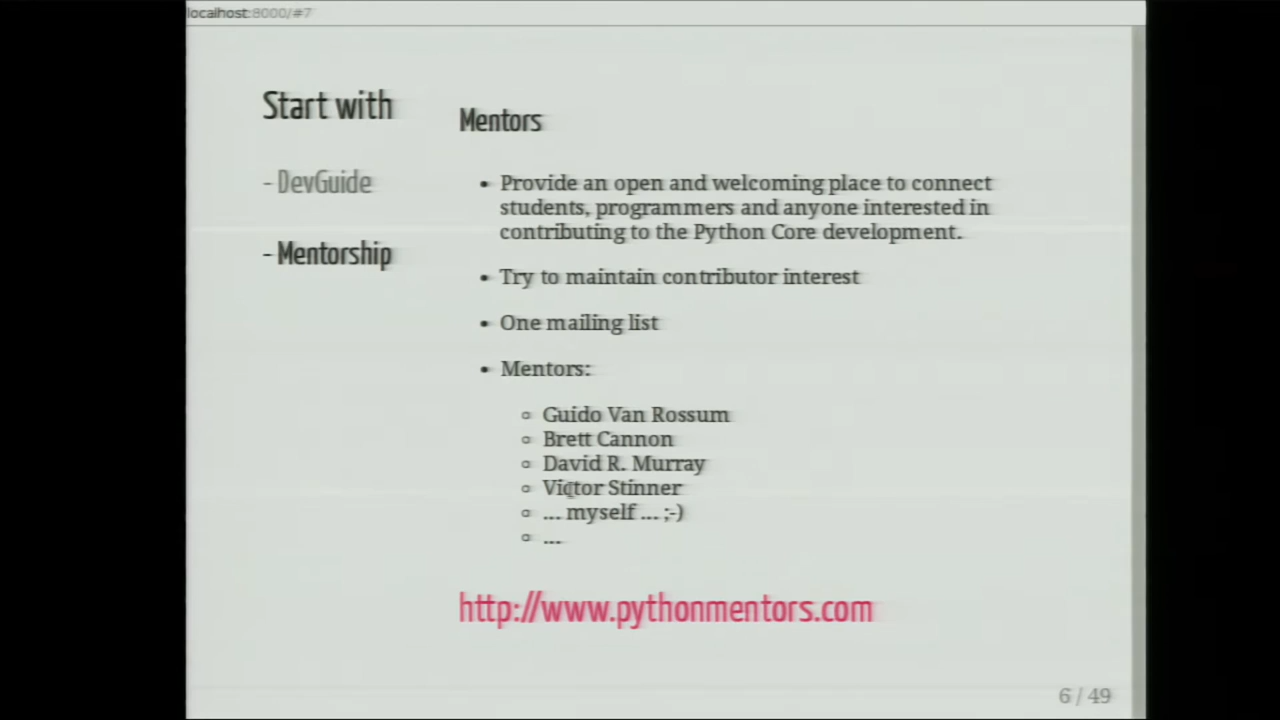 localhost:8000/#7
Start with
- DevGuide
- Mentorship
Mentors
• Provide an open and welcoming place to connect
students, programmers and anyone interested in
contributing to the Python Core development.
• Try to maintain contributor interest
• One mailing list
• Mentors:
Guido Van Rossum
Brett Cannon
David R. Murray
Victor Stinner
... myself ... ;-)
...
http://www.pythonmentors.com
6 / 49